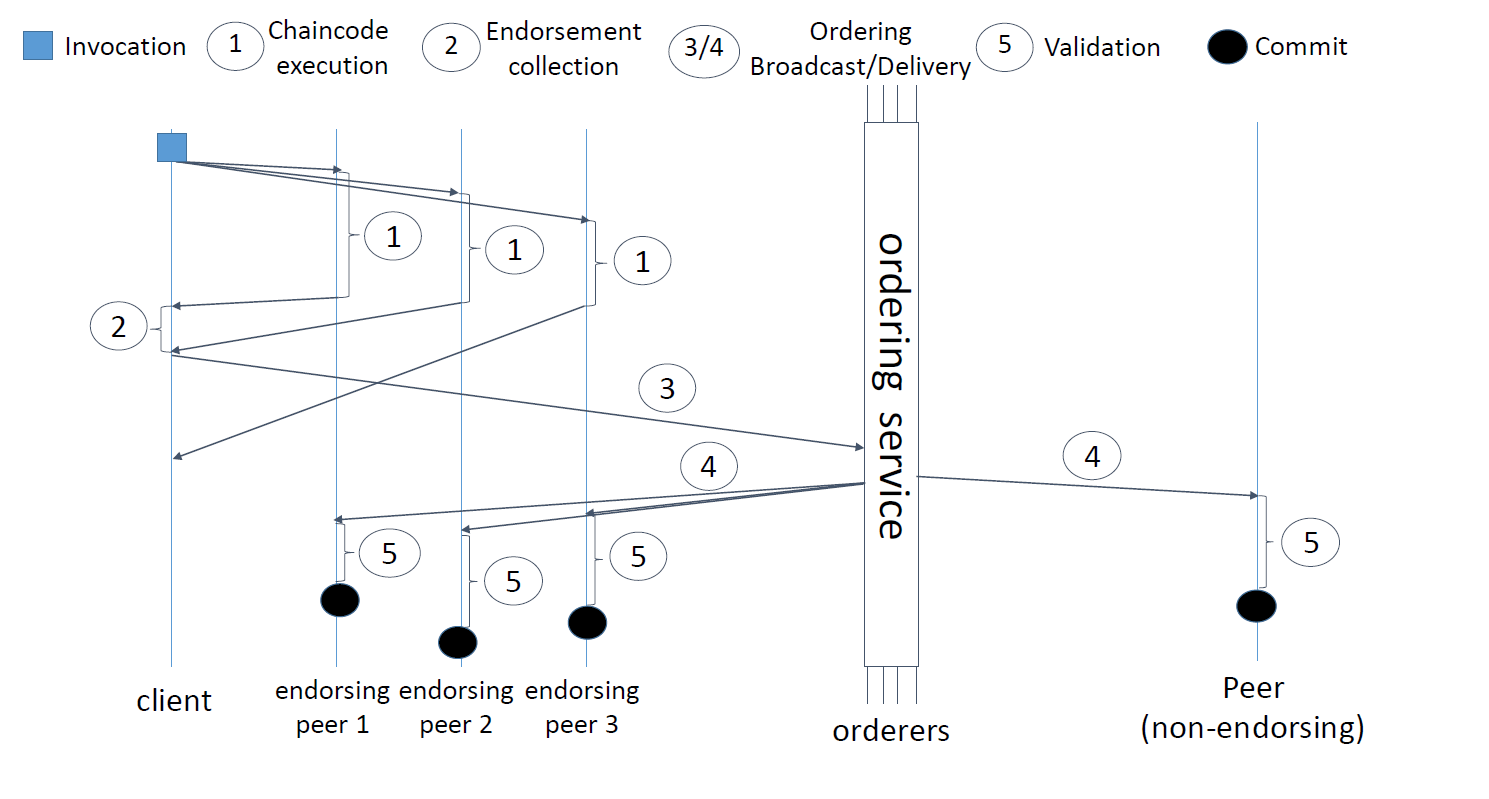 Invocation
1
Chaincode
execution
2
Endorsement
collection
3/4
Ordering
Broadcast/Delivery
5
Validation
Commit
1
1
1
2
3
4
4
5
5
5
5
ordering service
client
endorsing
peer 1
endorsing
peer 2
endorsing
peer 3
orderers
Peer
(non-endorsing)